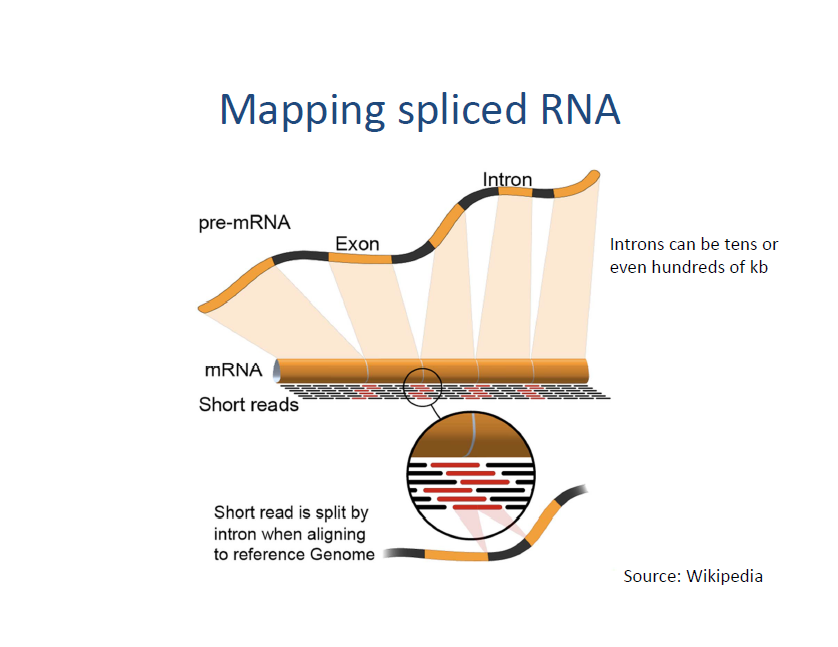 Mapping spliced RNA
Intron
pre-mRNA
Exon
Introns can be tens or
even hundreds of kb
mRNA
Short reads
Short read is split by
intron when aligning
to reference Genome
Source: Wikipedia